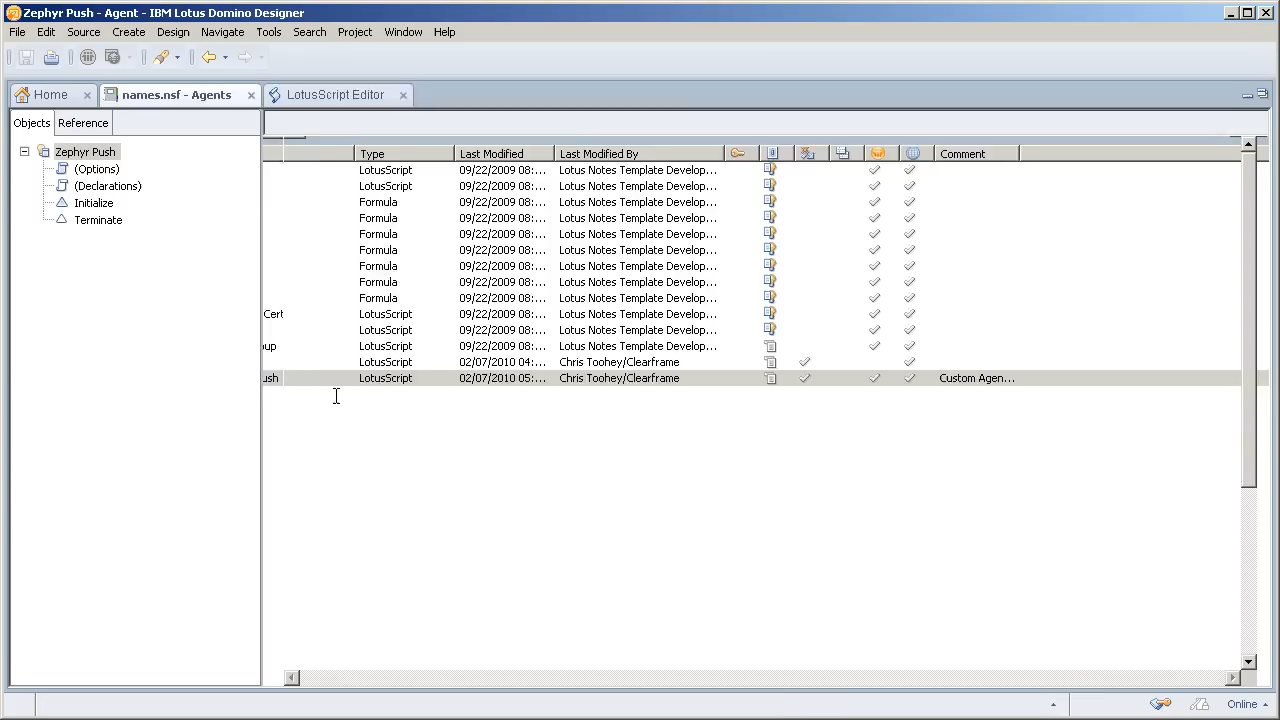 Zephyr Push - Agent - IBM Lotus Domino Designer
File Edit Source Create Design Navigate Tools Search Project Window Help
Home names.nsf - Agents LotusScript Editor
Objects Reference
Zephyr Push
(Options)
(Declarations)
Initialize
Terminate
Type Last Modified Last Modified By Comment
LotusScript 09/22/2009 08:... Lotus Notes Template Develop...
LotusScript 09/22/2009 08:... Lotus Notes Template Develop...
Formula 09/22/2009 08:... Lotus Notes Template Develop...
Formula 09/22/2009 08:... Lotus Notes Template Develop...
Formula 09/22/2009 08:... Lotus Notes Template Develop...
Formula 09/22/2009 08:... Lotus Notes Template Develop...
Formula 09/22/2009 08:... Lotus Notes Template Develop...
Formula 09/22/2009 08:... Lotus Notes Template Develop...
Formula 09/22/2009 08:... Lotus Notes Template Develop...
Cert LotusScript 09/22/2009 08:... Lotus Notes Template Develop...
LotusScript 09/22/2009 08:... Lotus Notes Template Develop...
up LotusScript 09/22/2009 08:... Lotus Notes Template Develop...
LotusScript 02/07/2010 04:... Chris Toohey/Clearframe
ush LotusScript 02/07/2010 05:... Chris Toohey/Clearframe Custom Agen...
Online